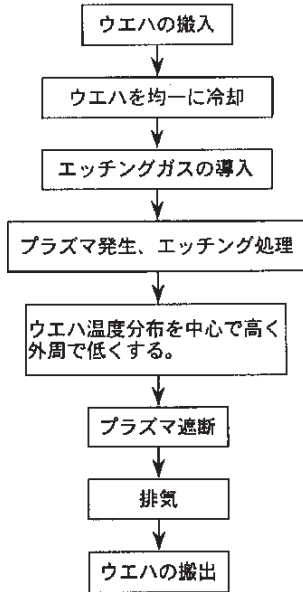 ウエハの搬入
ウエハを均一に冷却
エッチングガスの導入
プラズマ発生、エッチング処理
ウエハ温度分布を中心で高く
外周で低くする。
プラズマ遮断
排気
ウエハの搬出